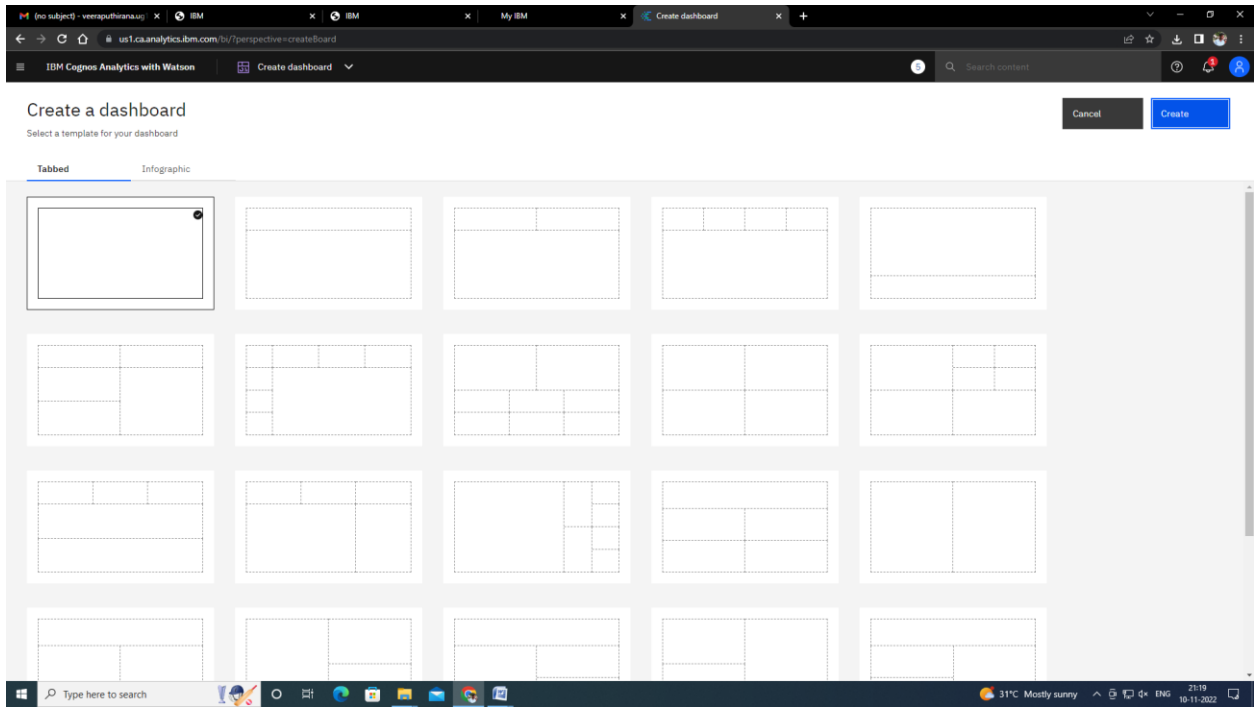 (no subject) - veeraputhirana.ug
IBM
IBM
My IBM
Create dashboard
us1.ca.analytics.ibm.com/bi/?perspective=createBoard
IBM Cognos Analytics with Watson
Create dashboard
5
Search content
1
Create a dashboard
Select a template for your dashboard
Cancel
Create
Tabbed
Infographic
Type here to search
31°C Mostly sunny
ENG
21:19
10-11-2022